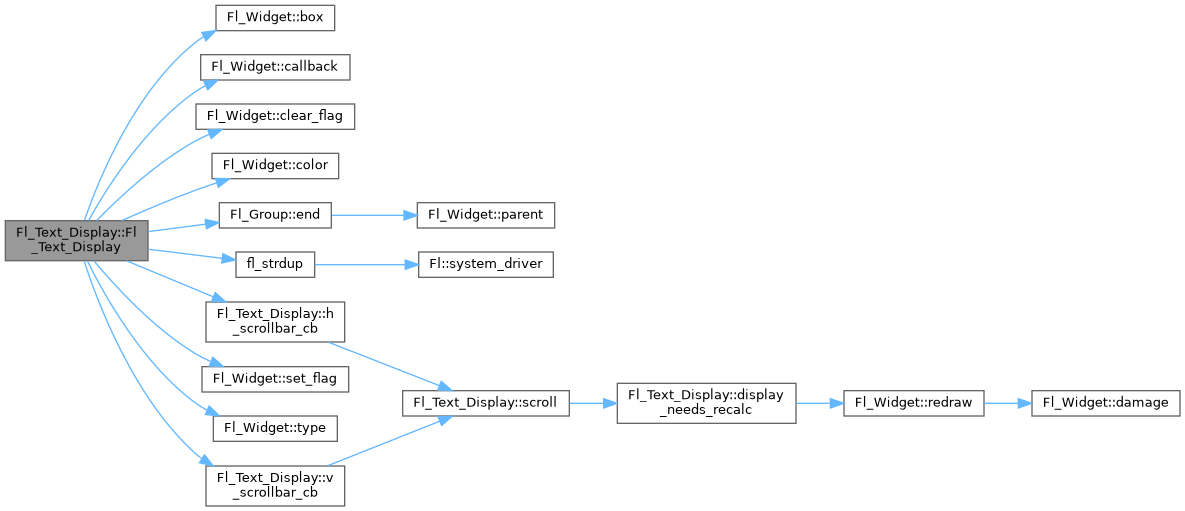 Fl_Widget::box
Fl_Widget::callback
Fl_Widget::clear_flag
Fl_Widget::color
Fl_Text_Display::Fl
_Text_Display
Fl_Group::end
Fl_Widget::parent
fl_strdup
Fl::system_driver
Fl_Text_Display::h
_scrollbar_cb
Fl_Widget::set_flag
Fl_Text_Display::scroll
Fl_Text_Display::display
_needs_recalc
Fl_Widget::redraw
Fl_Widget::damage
Fl_Widget::type
Fl_Text_Display::v
_scrollbar_cb